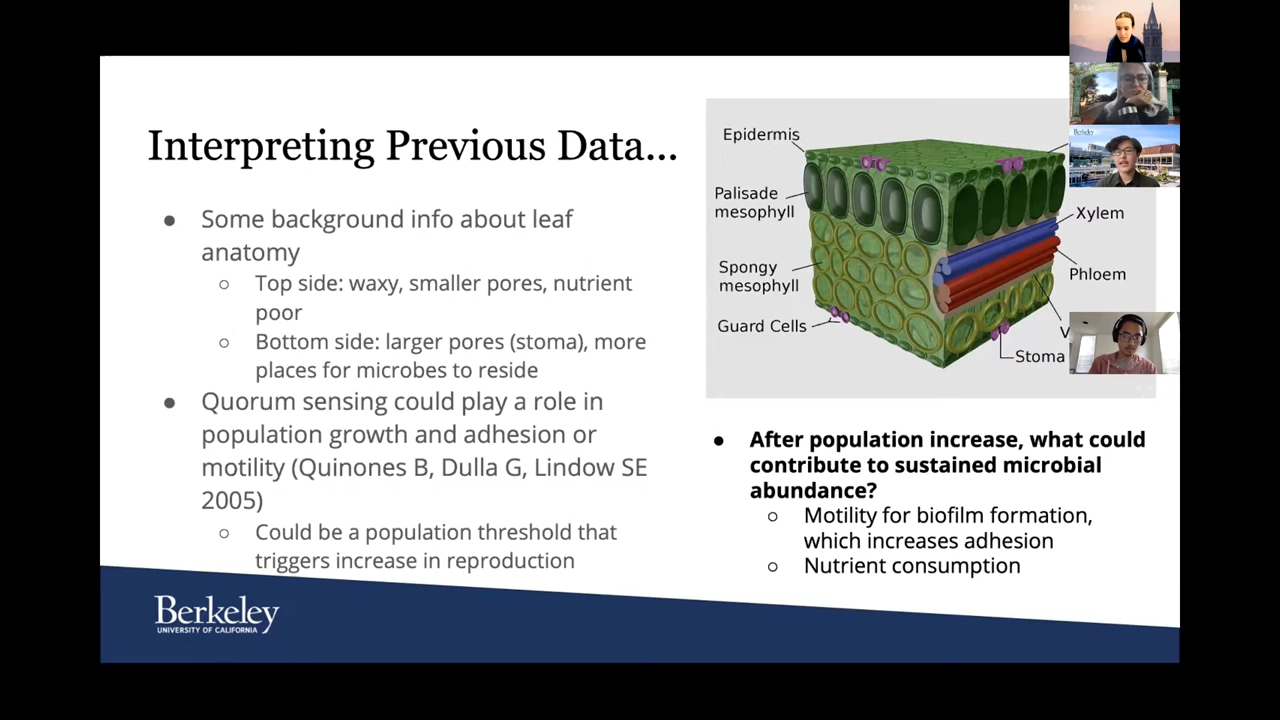 Interpreting Previous Data...
● Some background info about leaf
anatomy
○ Top side: waxy, smaller pores, nutrient
poor
○ Bottom side: larger pores (stoma), more
places for microbes to reside
● Quorum sensing could play a role in
population growth and adhesion or
motility (Quinones B, Dulla G, Lindow SE
2005)
○ Could be a population threshold that
triggers increase in reproduction
Epidermis
Palisade
mesophyll
Spongy
mesophyll
Guard Cells
Xylem
Phloem
V
Stoma
● After population increase, what could
contribute to sustained microbial
abundance?
○ Motility for biofilm formation,
which increases adhesion
○ Nutrient consumption
Berkeley
UNIVERSITY OF CALIFORNIA
Berkeley
Berkeley